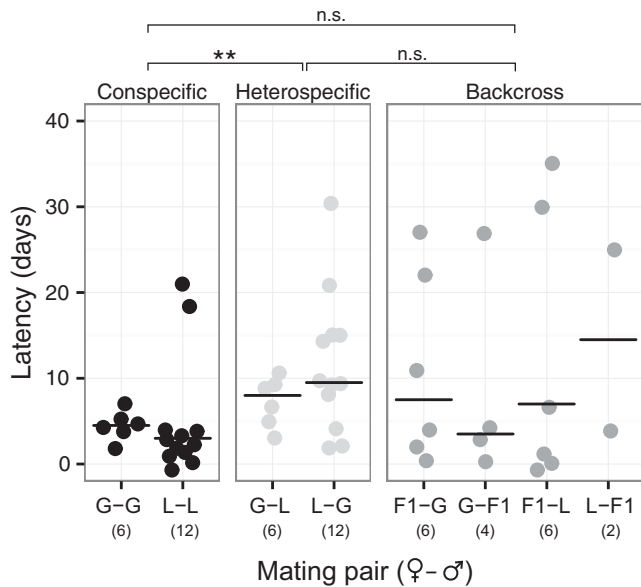 n.s.
** n.s.
Conspecific Heterospecific Backcross
40
30
20
10
0
Latency (days)
G–G L–L G–L L–G F1–G G–F1 F1–L L–F1
(6) (12) (6) (12) (6) (4) (6) (2)
Mating pair (♀–♂)